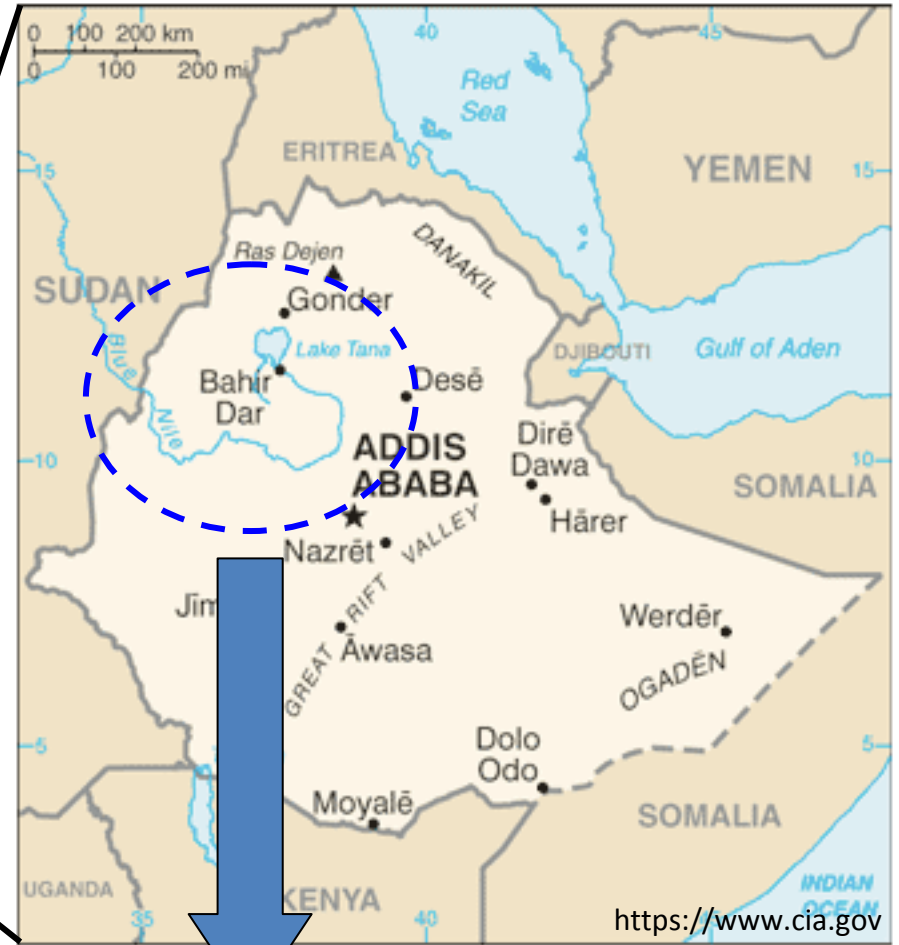 0 100 200 km
0 100 200 mi
40
45
Red
Sea
ERITREA
YEMEN
15
15
Ras Dejen
DANAKIL
SUDAN
Gonder
Lake Tana
DJIBOUTI
Gulf of Aden
Blue
Nile
Bahir
Dar
Desē
ADDIS
ABABA
Dirē
Dawa
10
10
SOMALIA
Hārer
Nazrēt
GREAT RIFT VALLEY
Āwasa
Werdēr
OGADĒN
5
5
Dolo
Odo
Moyalē
SOMALIA
UGANDA
KENYA
INDIAN
OCEAN
35
40
https://www.cia.gov